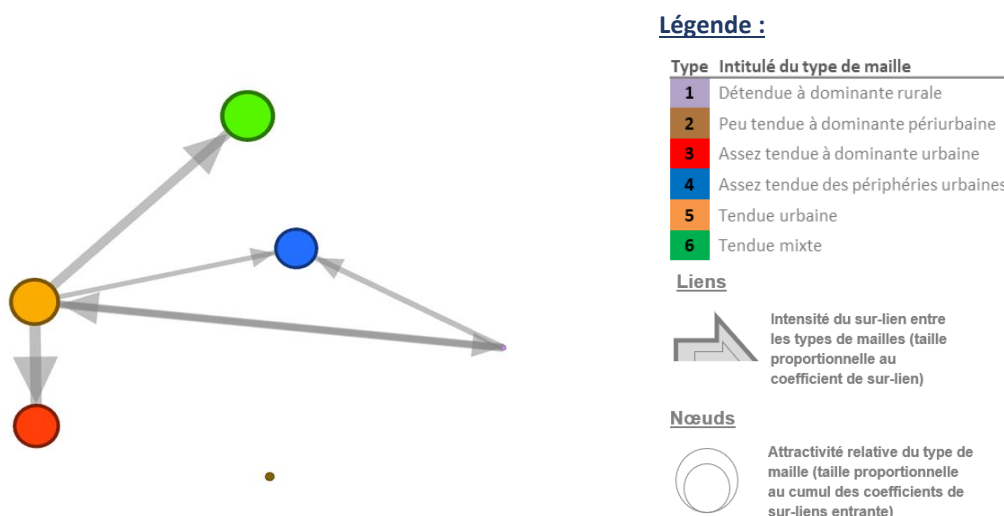 Légende :
Type Intitulé du type de maille
1 Détendue à dominante rurale
2 Peu tendue à dominante périurbaine
3 Assez tendue à dominante urbaine
4 Assez tendue des périphéries urbaines
5 Tendue urbaine
6 Tendue mixte
Liens
Intensité du sur-lien entre
les types de mailles (taille
proportionnelle au
coefficient de sur-lien)
Nœuds
Attractivité relative du type de
maille (taille proportionnelle
au cumul des coefficients de
sur-liens entrante)